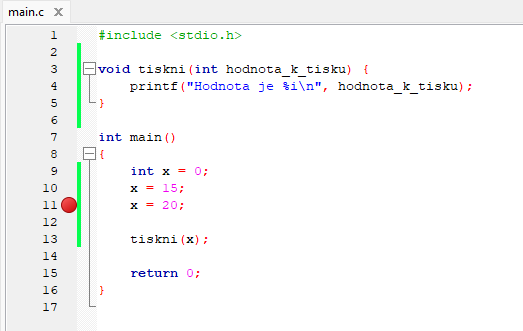 main.c X
1 #include <stdio.h>
2
3 void tiskni(int hodnota_k_tisku) {
4 printf("Hodnota je %i\n", hodnota_k_tisku);
5 }
6
7 int main()
8 {
9 int x = 0;
10 x = 15;
11 x = 20;
12
13 tiskni(x);
14
15 return 0;
16 }
17